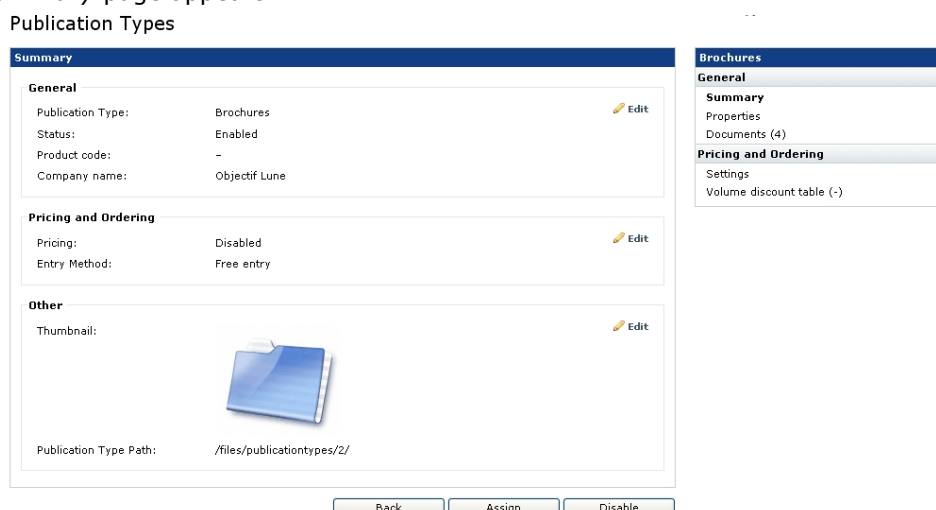 Publication Types
Summary
General
Publication Type: Brochures Edit
Status: Enabled
Product code: –
Company name: Objectif Lune
Pricing and Ordering
Pricing: Disabled Edit
Entry Method: Free entry
Other
Thumbnail: Edit
Publication Type Path: /files/publicationtypes/2/
Back Assign Disable
Brochures
General
Summary
Properties
Documents (4)
Pricing and Ordering
Settings
Volume discount table (-)